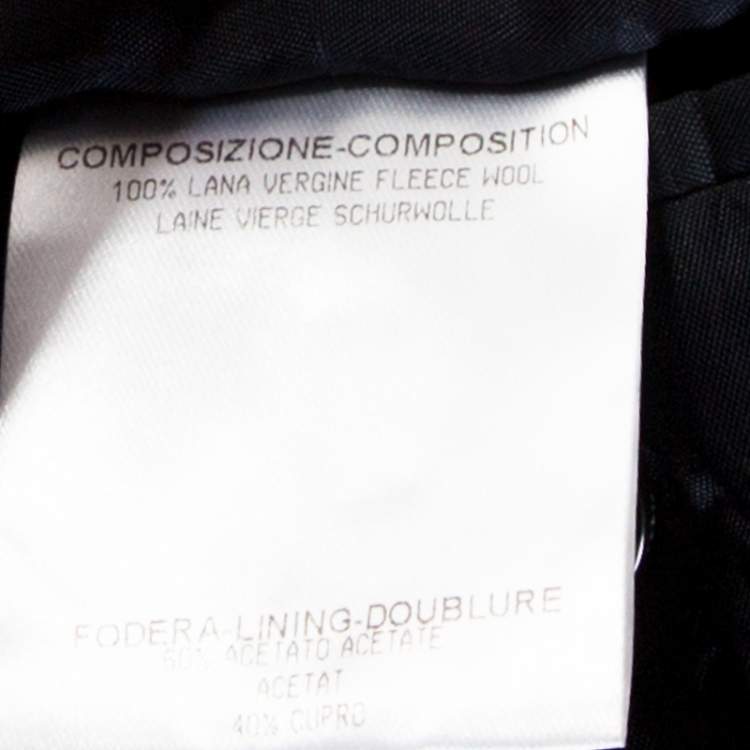 COMPOSIZIONE-COMPOSITION
100% LANA VERGINE FLEECE WOOL
LAINE VIERGE SCHURWOLLE
FODERA-LINING-DOUBLURE
60% ACETATO ACETATE
ACETAT
40% CUPRO